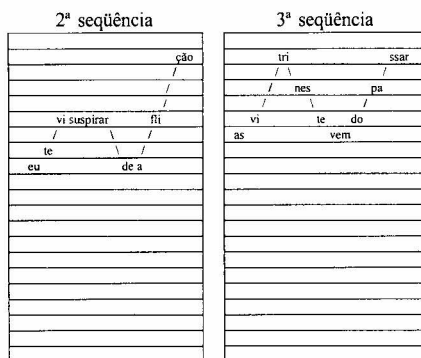 2ª seqüência
ção
vi suspirar fli
te
eu de a
3ª seqüência
tri ssar
nes pa
vi te do
as vem